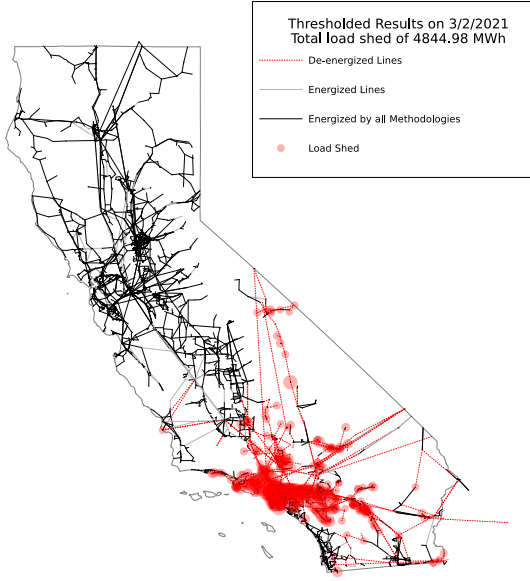 Thresholded Results on 3/2/2021
Total load shed of 4844.98 MWh
De-energized Lines
Energized Lines
Energized by all Methodologies
Load Shed